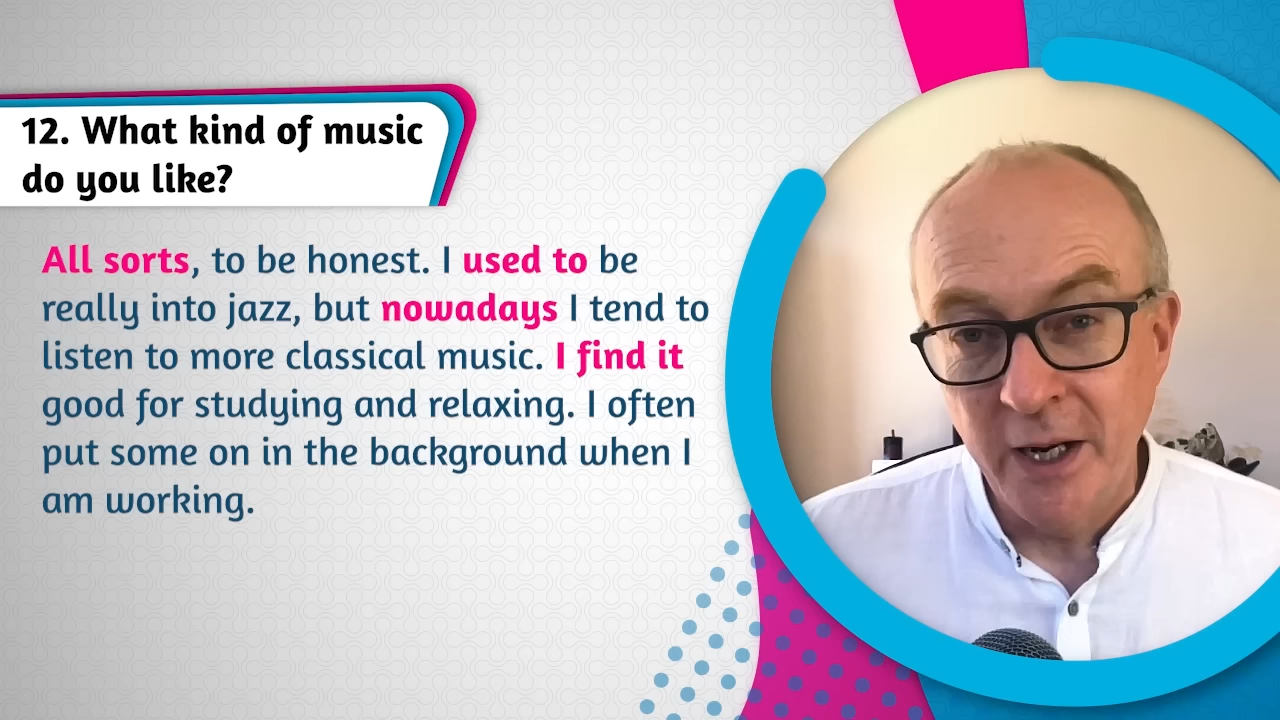 12. What kind of music
do you like?
All sorts, to be honest. I used to be
really into jazz, but nowadays I tend to
listen to more classical music. I find it
good for studying and relaxing. I often
put some on in the background when I
am working.